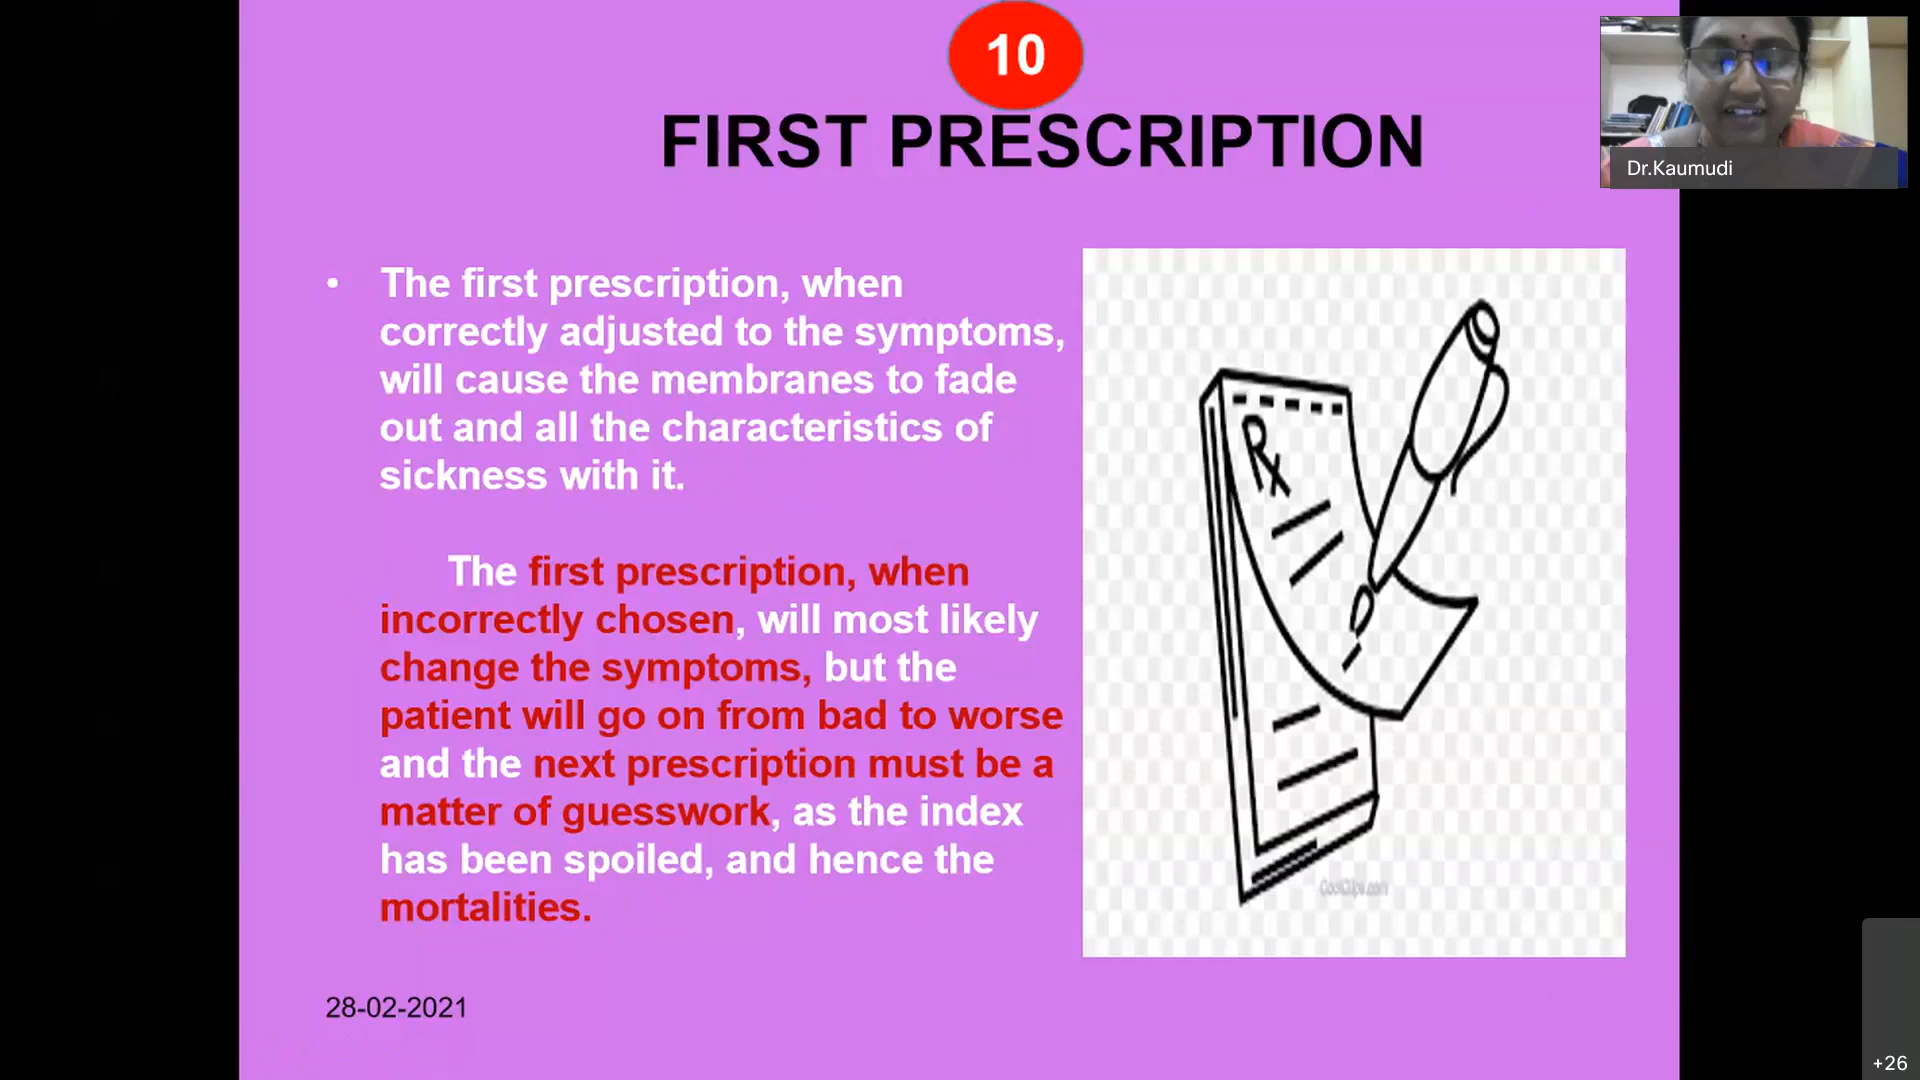 10
FIRST PRESCRIPTION
Dr.Kaumudi
• The first prescription, when
correctly adjusted to the symptoms,
will cause the membranes to fade
out and all the characteristics of
sickness with it.
The first prescription, when
incorrectly chosen, will most likely
change the symptoms, but the
patient will go on from bad to worse
and the next prescription must be a
matter of guesswork, as the index
has been spoiled, and hence the
mortalities.
Rx
CoolClips.com
28-02-2021
+26